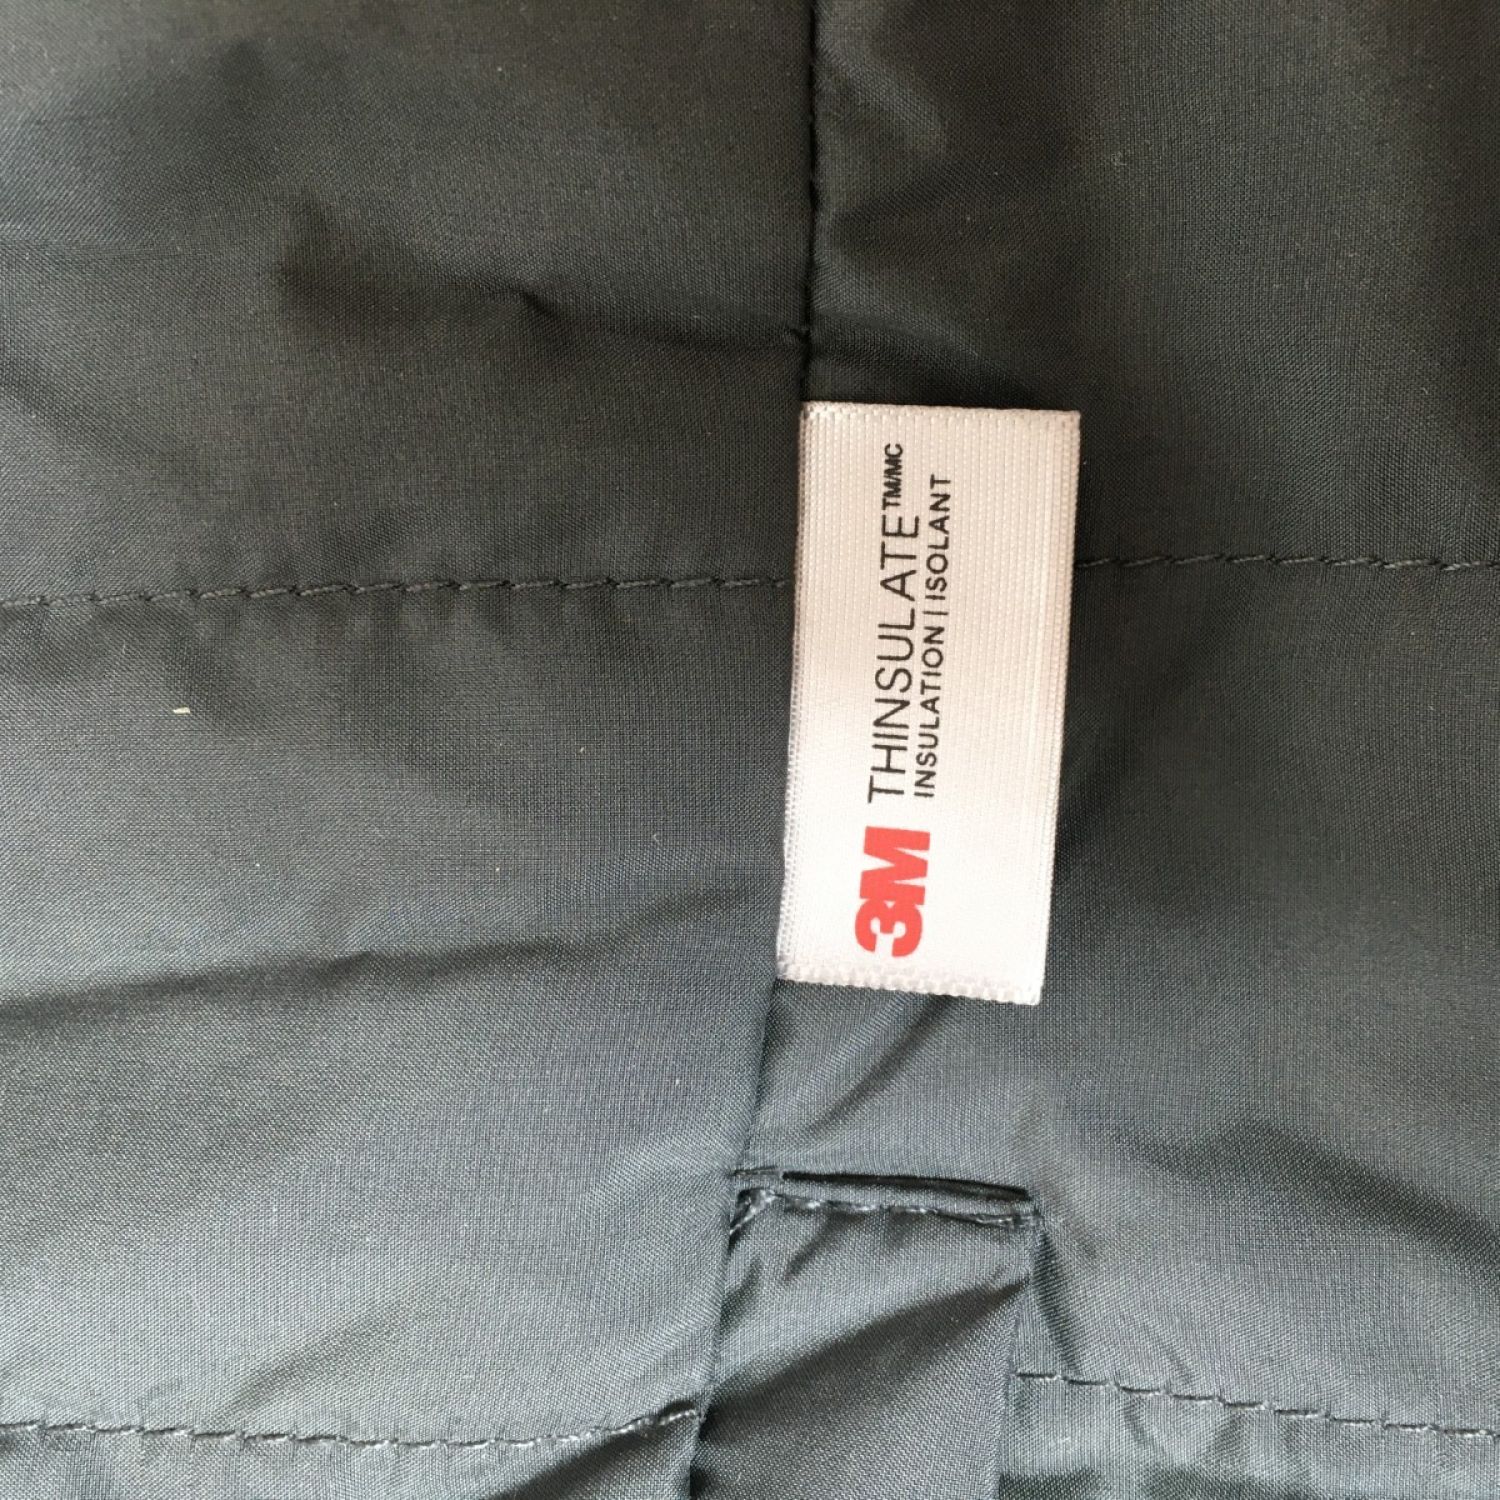 3M THINSULATE™/MC
INSULATION | ISOLANT